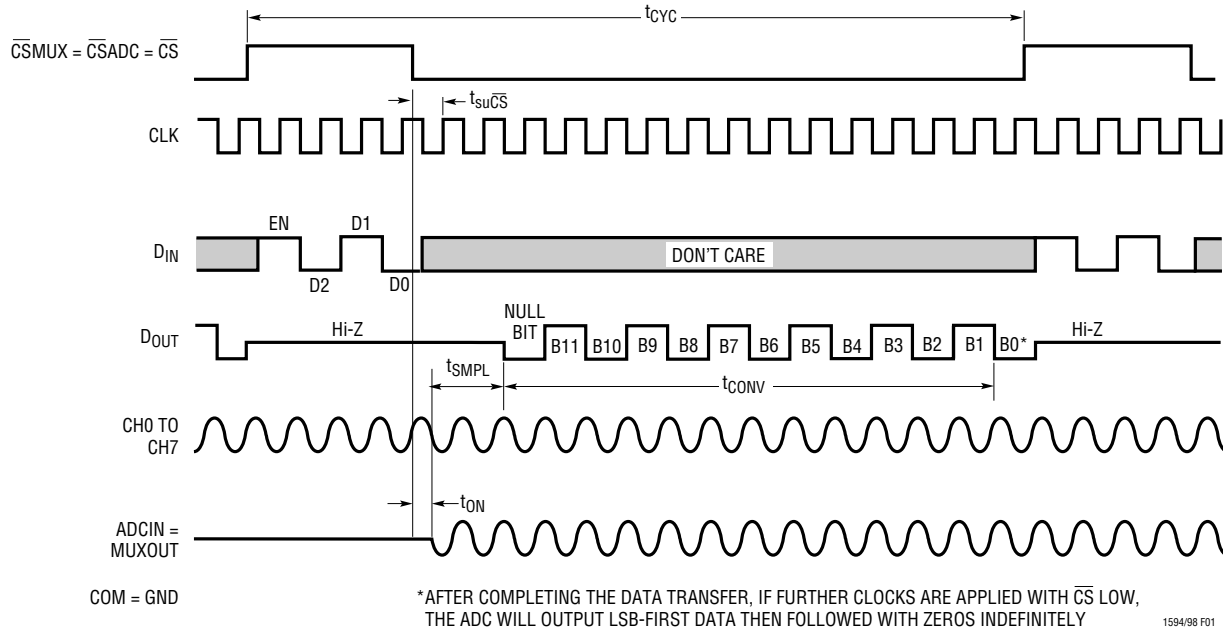 tCYC
CSMUX = CSADC = CS
tsuCS
CLK
EN
D1
DIN
DON'T CARE
D2
D0
NULL
BIT
DOUT
Hi-Z
B11
B10
B9
B8
B7
B6
B5
B4
B3
B2
B1
B0*
Hi-Z
tSMPL
tCONV
CH0 TO
CH7
tON
ADCIN =
MUXOUT
COM = GND
*AFTER COMPLETING THE DATA TRANSFER, IF FURTHER CLOCKS ARE APPLIED WITH CS LOW,
THE ADC WILL OUTPUT LSB-FIRST DATA THEN FOLLOWED WITH ZEROS INDEFINITELY
1594/98 F01